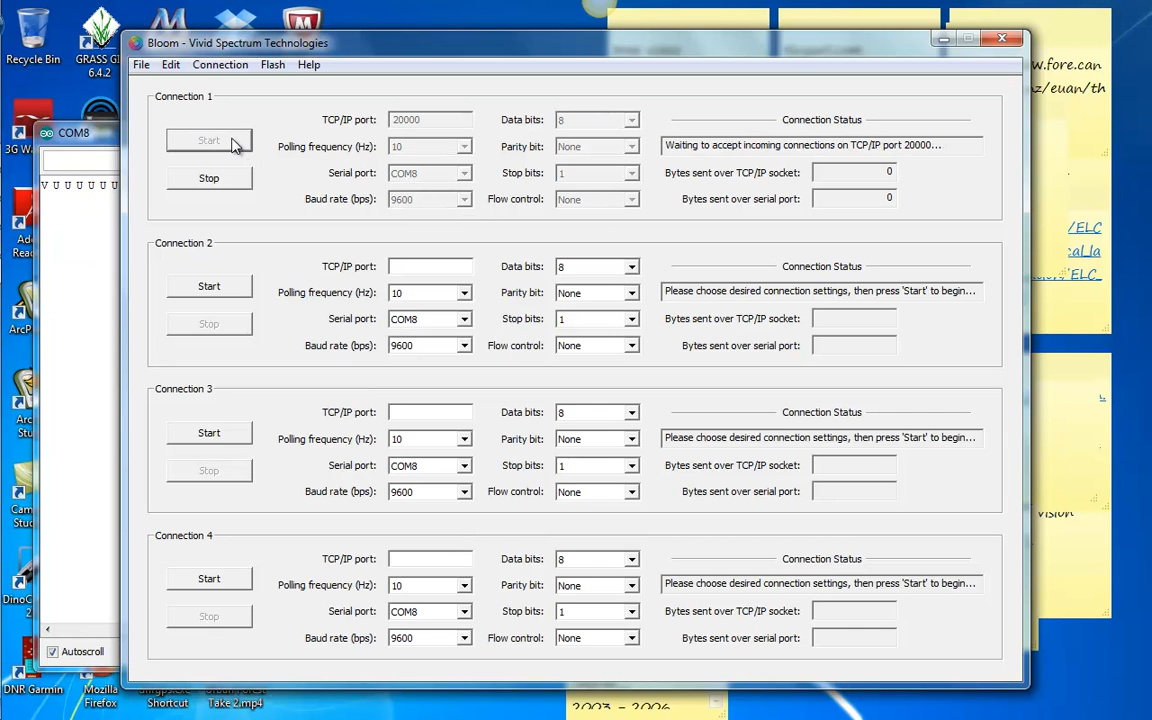 Recycle Bin
GRASS GI
6.4.2
3G Wa
COM8
V U U U U U U
Autoscroll
DNR Garmin
Mozilla
Firefox
Shortcut
Take 2.mp4
Bloom - Vivid Spectrum Technologies
File Edit Connection Flash Help
Connection 1
Start
Stop
TCP/IP port: 20000
Polling frequency (Hz): 10
Serial port: COM8
Baud rate (bps): 9600
Data bits: 8
Parity bit: None
Stop bits: 1
Flow control: None
Connection Status
Waiting to accept incoming connections on TCP/IP port 20000...
Bytes sent over TCP/IP socket: 0
Bytes sent over serial port: 0
Connection 2
Start
Stop
TCP/IP port:
Polling frequency (Hz): 10
Serial port: COM8
Baud rate (bps): 9600
Data bits: 8
Parity bit: None
Stop bits: 1
Flow control: None
Connection Status
Please choose desired connection settings, then press 'Start' to begin...
Bytes sent over TCP/IP socket:
Bytes sent over serial port:
Connection 3
Start
Stop
TCP/IP port:
Polling frequency (Hz): 10
Serial port: COM8
Baud rate (bps): 9600
Data bits: 8
Parity bit: None
Stop bits: 1
Flow control: None
Connection Status
Please choose desired connection settings, then press 'Start' to begin...
Bytes sent over TCP/IP socket:
Bytes sent over serial port:
Connection 4
Start
Stop
TCP/IP port:
Polling frequency (Hz): 10
Serial port: COM8
Baud rate (bps): 9600
Data bits: 8
Parity bit: None
Stop bits: 1
Flow control: None
Connection Status
Please choose desired connection settings, then press 'Start' to begin...
Bytes sent over TCP/IP socket:
Bytes sent over serial port:
w.fore.can
nz/euan/th
/ELC
cal_la
s/ELC_
vision
2003 - 2006